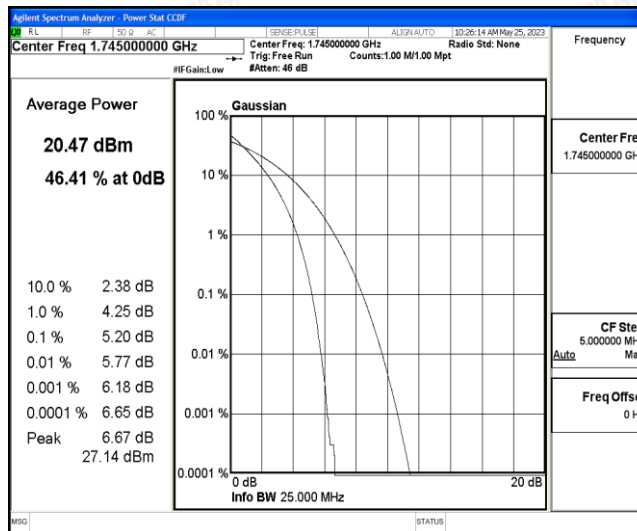 Agilent Spectrum Analyzer - Power Stat CCDF
RL RF 50 Ω AC SENSE:PULSE ALIGN AUTO 10:26:14 AM May 25, 2023
Center Freq 1.745000000 GHz
Center Freq: 1.745000000 GHz Radio Std: None
Trig: Free Run Counts:1.00 M/1.00 Mpt
#IFGain:Low #Atten: 46 dB
Frequency
Average Power
20.47 dBm
46.41 % at 0dB
10.0 % 2.38 dB
1.0 % 4.25 dB
0.1 % 5.20 dB
0.01 % 5.77 dB
0.001 % 6.18 dB
0.0001 % 6.65 dB
Peak 6.67 dB
27.14 dBm
Gaussian
100 %
10 %
1 %
0.1 %
0.01 %
0.001 %
0.0001 %
0 dB 20 dB
Info BW 25.000 MHz
Center Fre
1.745000000 GH
CF Ste
5.000000 MH
Auto Ma
Freq Offse
0 H
MSG STATUS